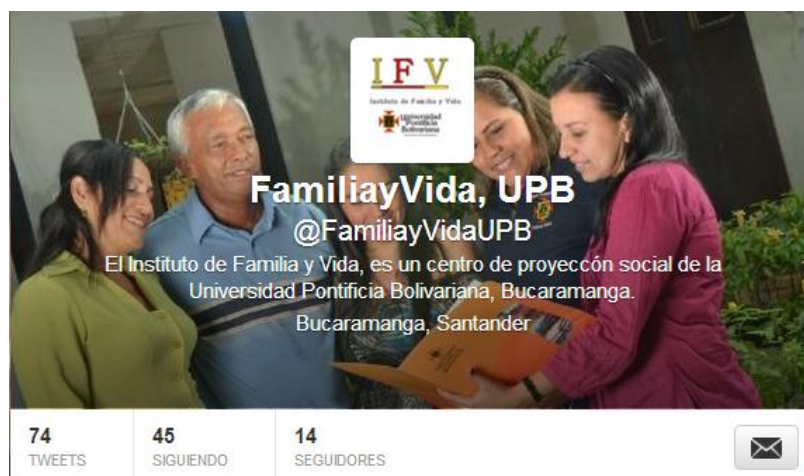 I F V
Instituto de Familia y Vida
Universidad
Pontificia
Bolivariana
FamiliayVida, UPB
@FamiliayVidaUPB
El Instituto de Familia y Vida, es un centro de proyeccón social de la
Universidad Pontificia Bolivariana, Bucaramanga.
Bucaramanga, Santander
74
TWEETS
45
SIGUIENDO
14
SEGUIDORES